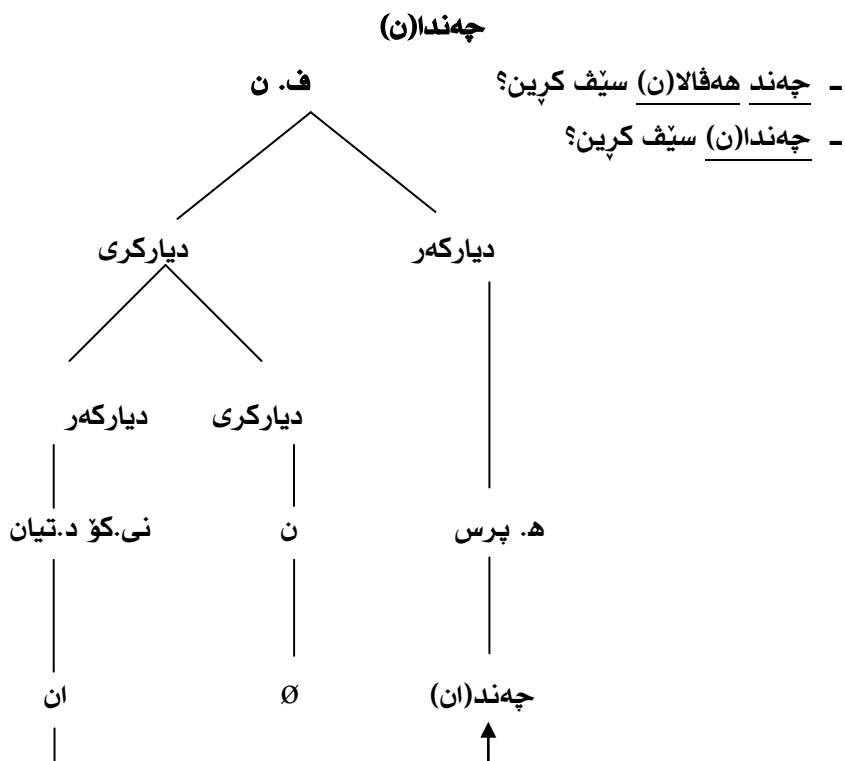 چەندا(ن)
ـ چەند هەڤالا(ن) سێڤ کڕین؟
ف. ن
ـ چەندا(ن) سێڤ کڕین؟
دیارکەر دیارکری
دیارکری دیارکەر
ھ. پرس ن نی.کۆ د.تیان
چەند(ان) Ø ان